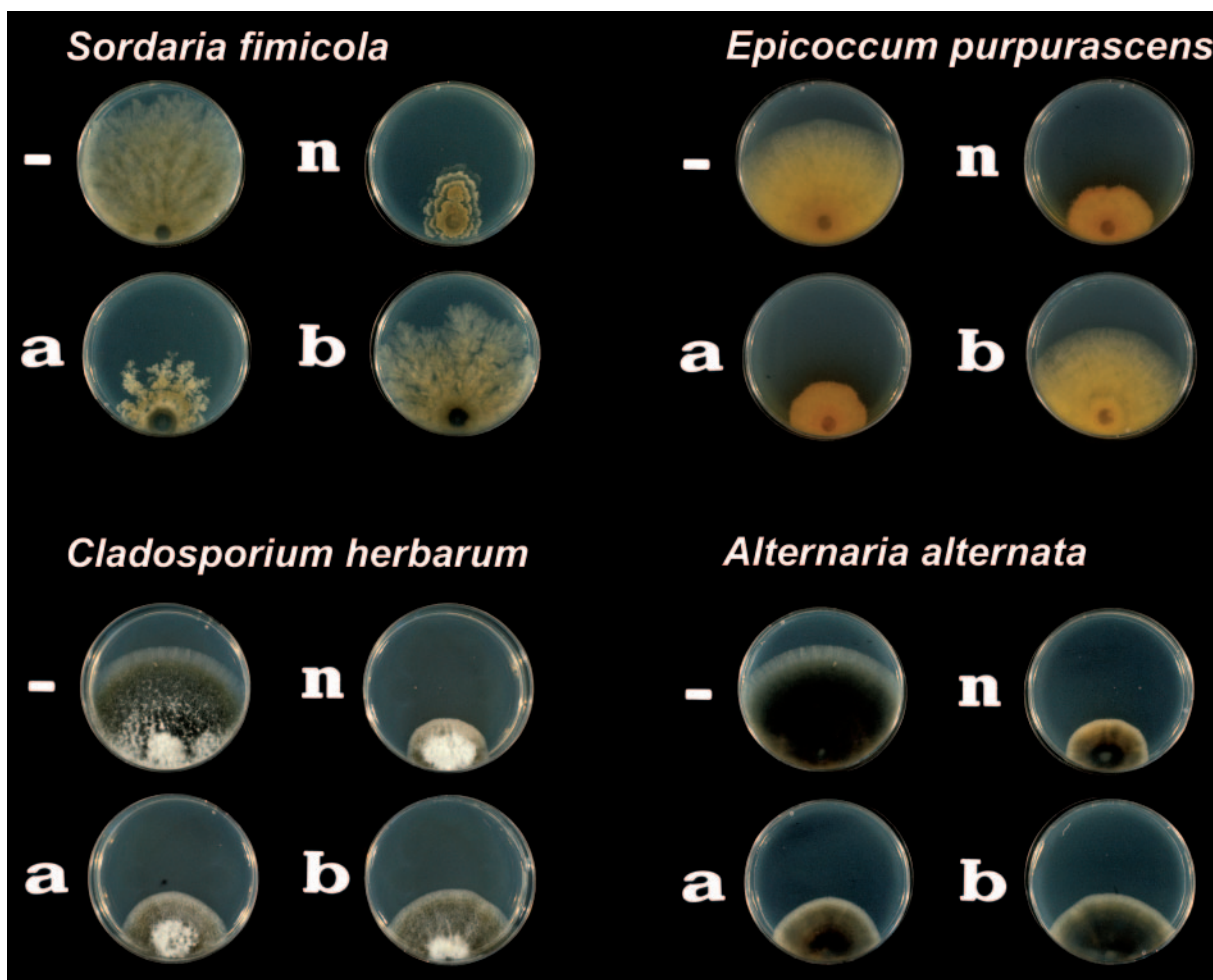 Sordaria fimicola
- n
a b
Epicoccum purpurascens
- n
a b
Cladosporium herbarum
- n
a b
Alternaria alternata
- n
a b